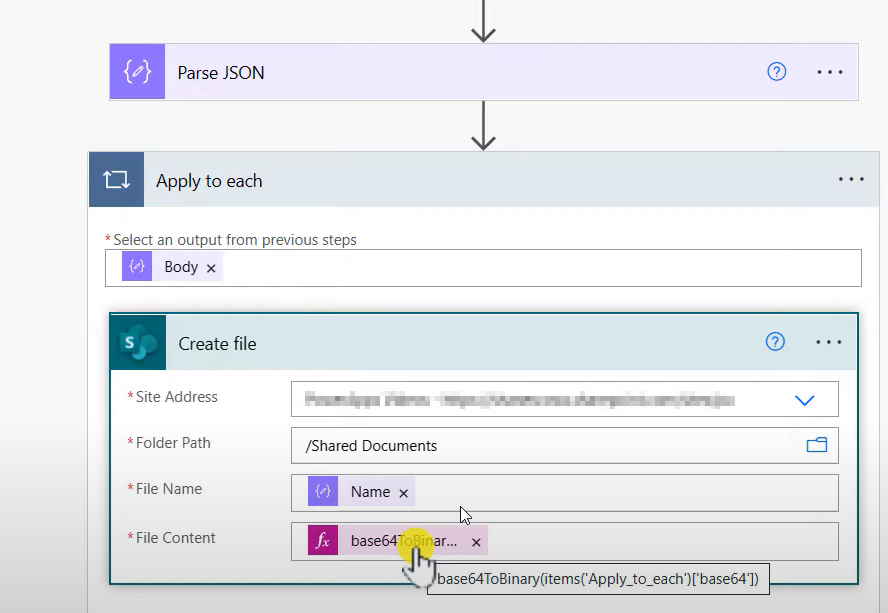 Parse JSON
Apply to each
* Select an output from previous steps
Body
Create file
* Site Address
* Folder Path
/Shared Documents
* File Name
Name
* File Content
base64ToBinar...
base64ToBinary(items('Apply_to_each')['base64'])